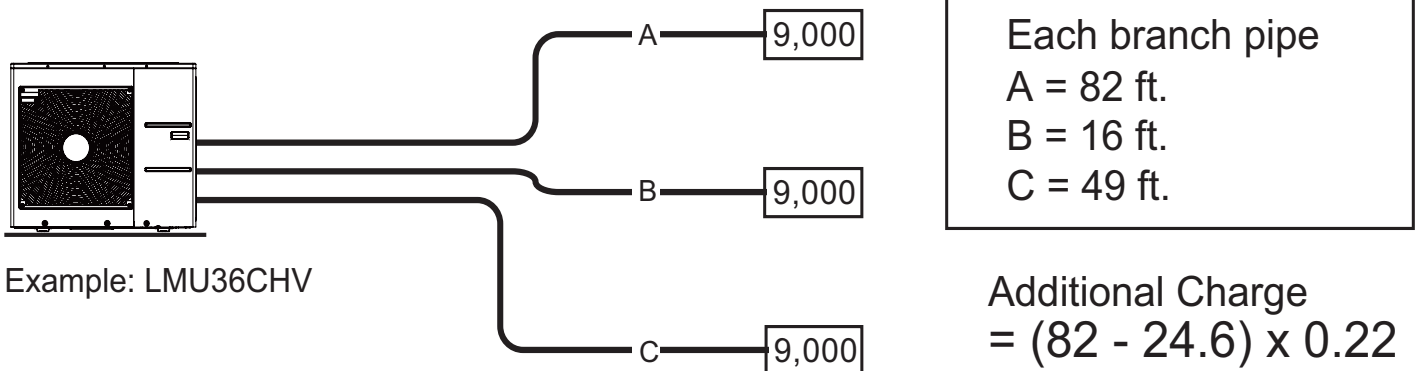 A
9,000
B
9,000
C
9,000
Example: LMU36CHV
Each branch pipe
A = 82 ft.
B = 16 ft.
C = 49 ft.
Additional Charge
= (82 - 24.6) x 0.22